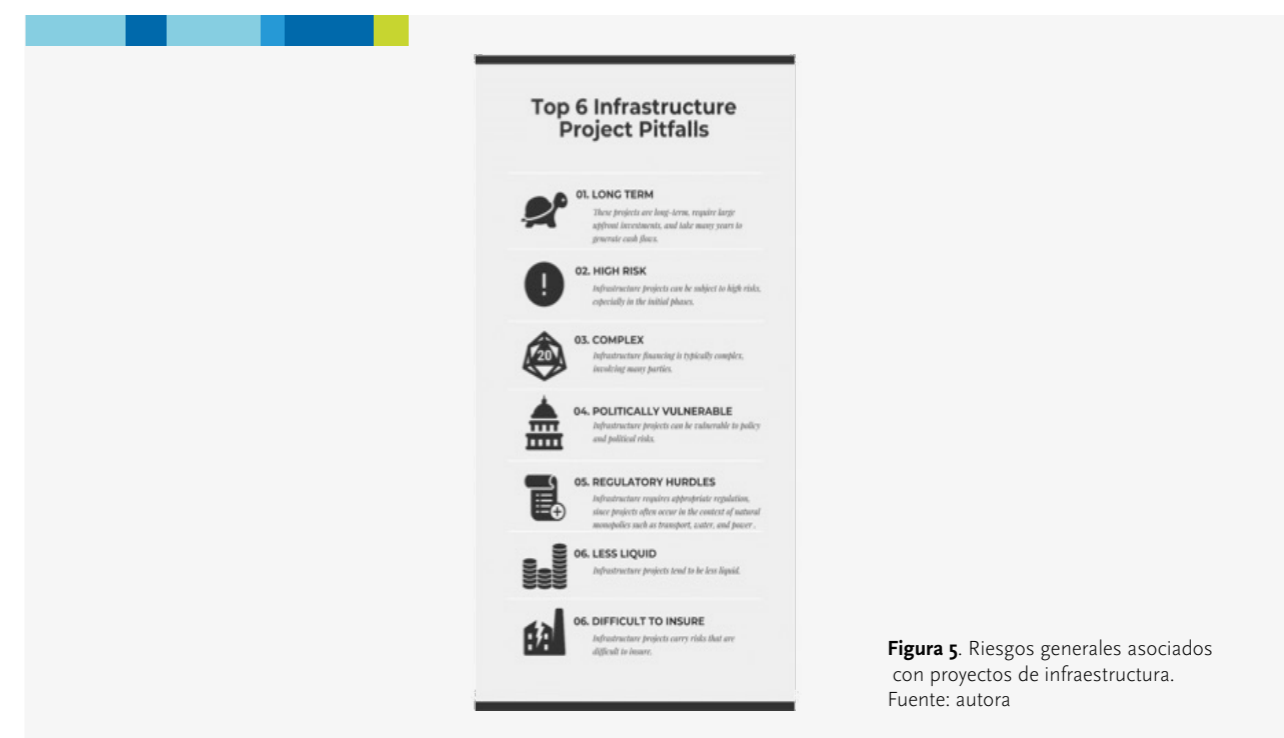 Top 6 Infrastructure
Project Pitfalls
01. LONG TERM
These projects are long-term, require large
upfront investments, and take many years to
generate cash flows.
02. HIGH RISK
Infrastructure projects can be subject to high risks,
especially in the initial phases.
20
03. COMPLEX
Infrastructure financing is typically complex,
involving many parties.
04. POLITICALLY VULNERABLE
Infrastructure projects can be vulnerable to policy
and political risks.
05. REGULATORY HURDLES
Infrastructure requires appropriate regulation,
since projects often occur in the context of natural
monopolies such as transport, water, and power .
06. LESS LIQUID
Infrastructure projects tend to be less liquid.
06. DIFFICULT TO INSURE
Infrastructure projects carry risks that are
difficult to insure.
Figura 5. Riesgos generales asociados
con proyectos de infraestructura.
Fuente: autora